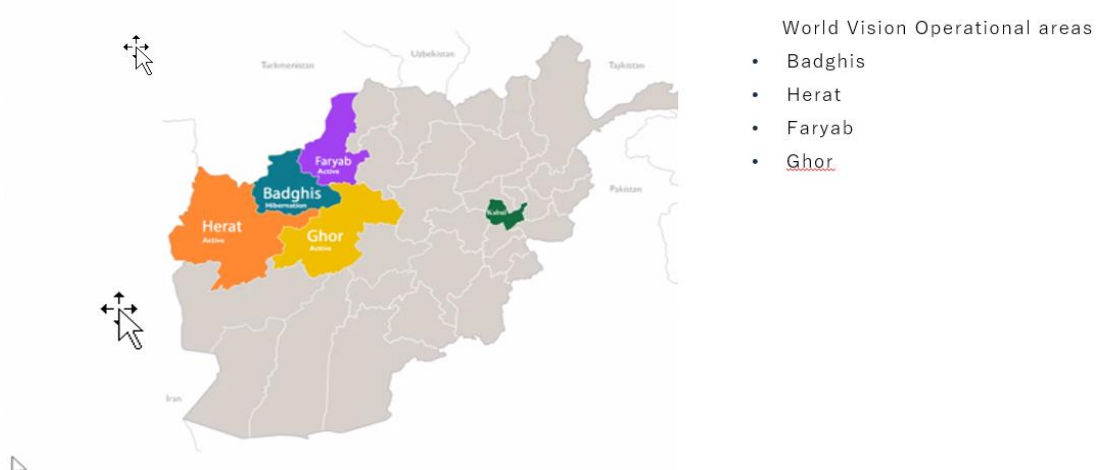 World Vision Operational areas
• Badghis
• Herat
• Faryab
• Ghor
Uzbekistan
Turkmenistan
Tajikistan
Faryab
Active
Badghis
Hibernation
Pakistan
Kabul
Herat
Active
Ghor
Active
Iran